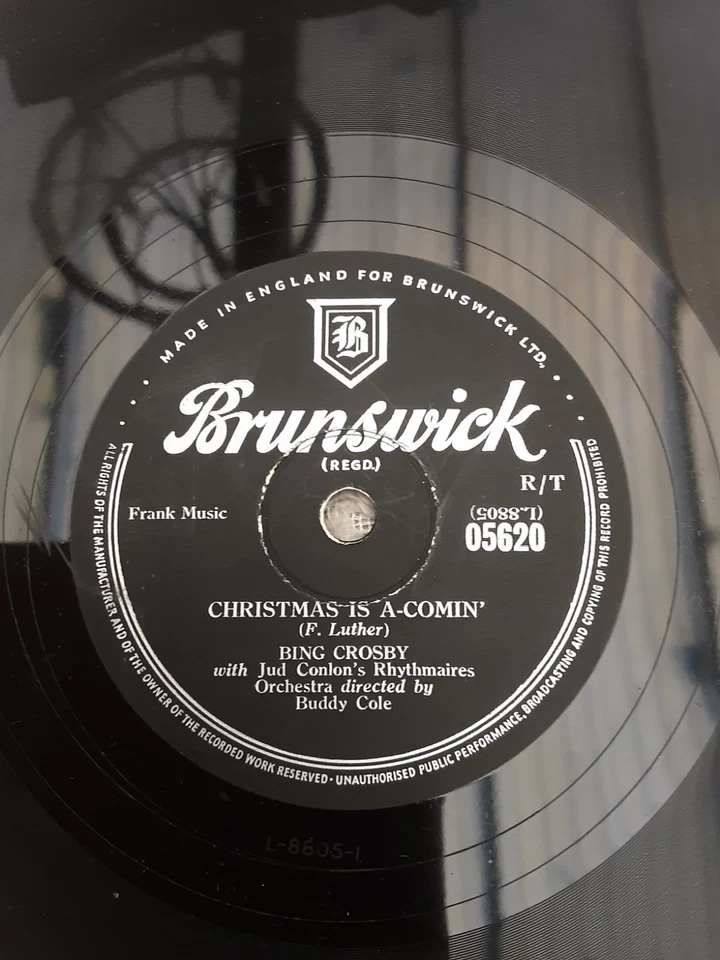 MADE IN ENGLAND FOR BRUNSWICK LTD.
B
Brunswick
(REGD.)
R/T
Frank Music
(L.8805)
05620
CHRISTMAS IS A-COMIN'
(F. Luther)
BING CROSBY
with Jud Conlon's Rhythmaires
Orchestra directed by
Buddy Cole
ALL RIGHTS OF THE MANUFACTURER AND OF THE OWNER OF THE RECORDED WORK RESERVED · UNAUTHORISED PUBLIC PERFORMANCE, BROADCASTING AND COPYING OF THIS RECORD PROHIBITED
L-8805-1